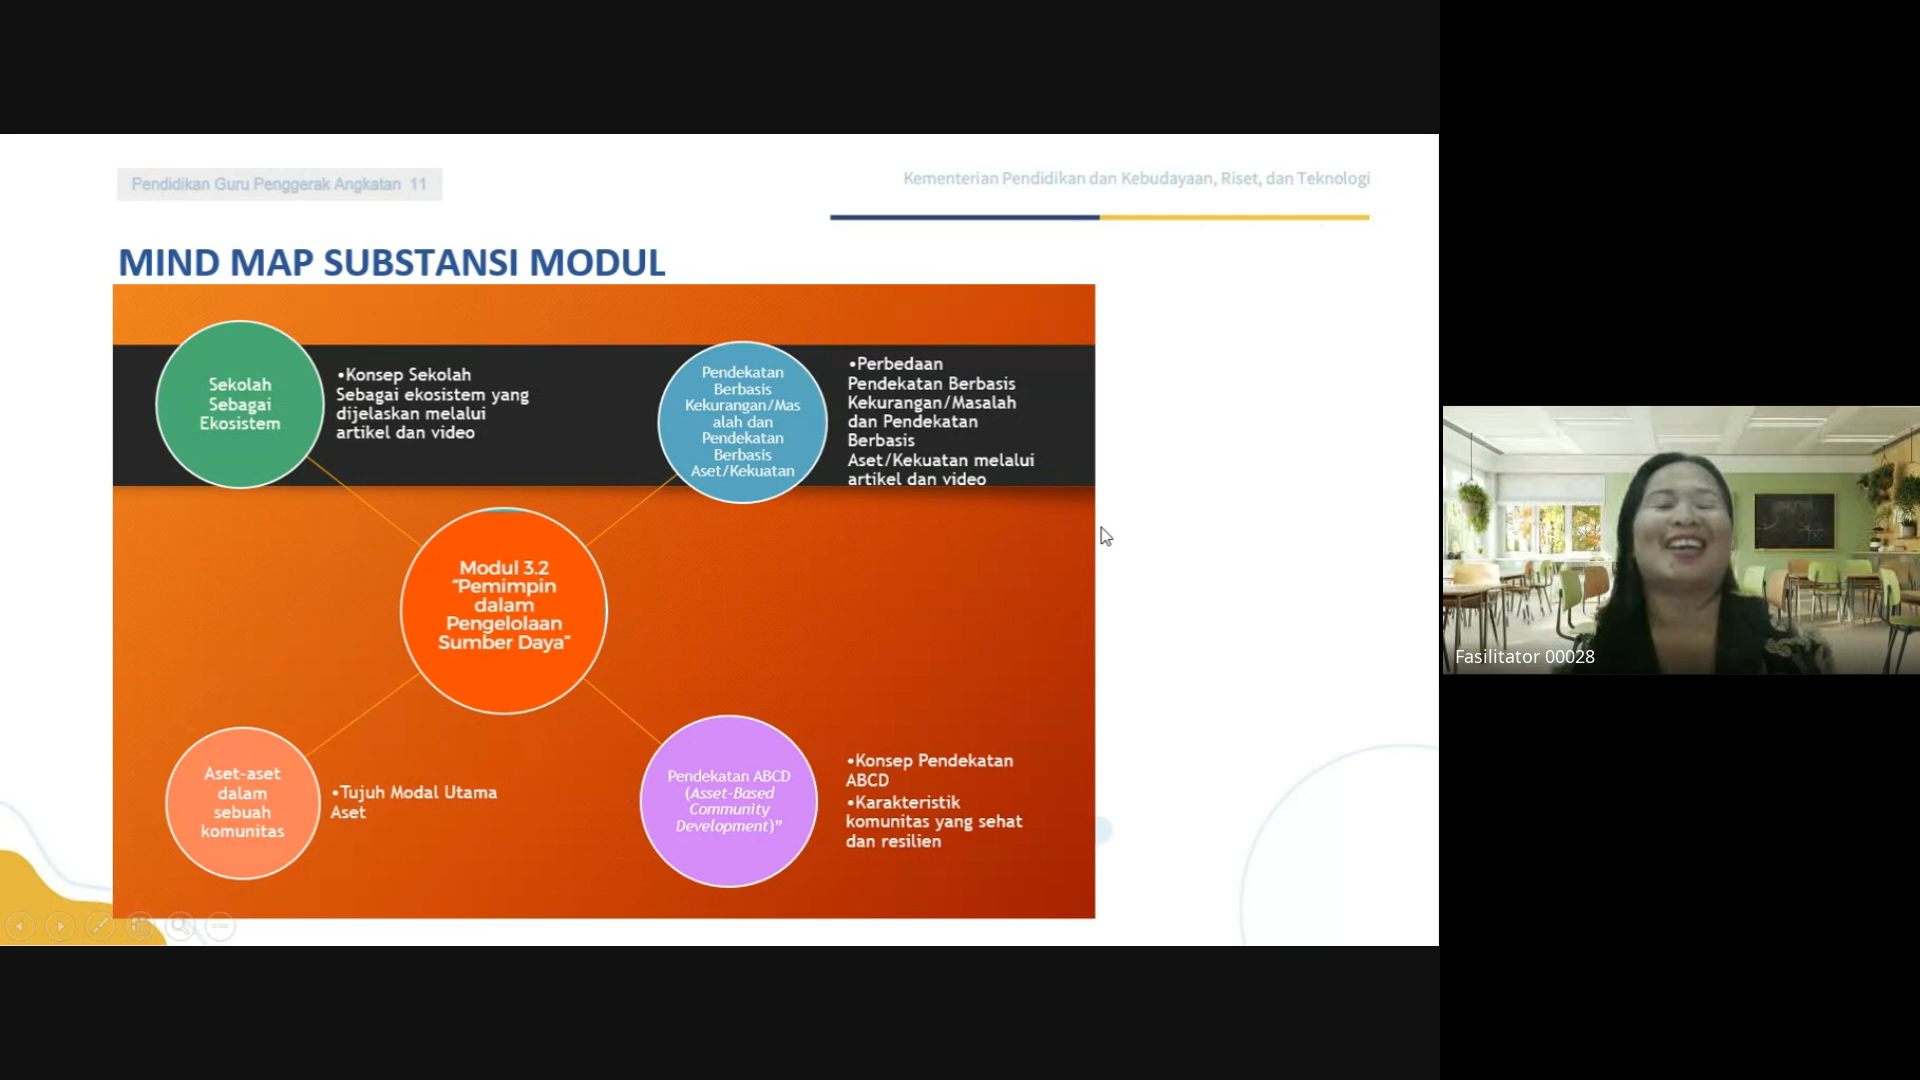 Pendidikan Guru Penggerak Angkatan 11
Kementerian Pendidikan dan Kebudayaan, Riset, dan Teknologi
MIND MAP SUBSTANSI MODUL
Sekolah
Sebagai
Ekosistem
•Konsep Sekolah
Sebagai ekosistem yang
dijelaskan melalui
artikel dan video
Pendekatan
Berbasis
Kekurangan/Mas
alah dan
Pendekatan
Berbasis
Aset/Kekuatan
•Perbedaan
Pendekatan Berbasis
Kekurangan/Masalah
dan Pendekatan
Berbasis
Aset/Kekuatan melalui
artikel dan video
Modul 3.2
"Pemimpin
dalam
Pengelolaan
Sumber Daya"
Aset-aset
dalam
sebuah
komunitas
•Tujuh Modal Utama
Aset
Pendekatan ABCD
(Asset-Based
Community
Development)”
•Konsep Pendekatan
ABCD
•Karakteristik
komunitas yang sehat
dan resilien
Fasilitator 00028